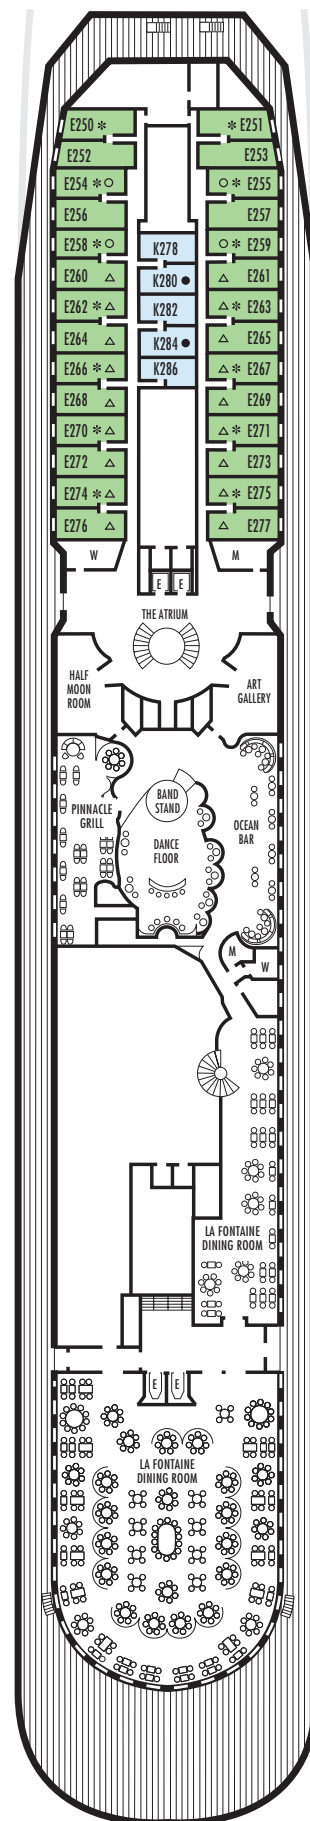 E250 * * E251
E252 E253
E254 *○ ○* E255
E256 E257
E258 *○ ○* E259
K278
E260 △ △ E261
K280 ●
E262 *△ △* E263
K282
E264 △ △ E265
K284 ●
E266 *△ △* E267
K286
E268 △ △ E269
E270 *△ △* E271
E272 △ △ E273
E274 *△ △* E275
E276 △ △ E277
W M
E E
THE ATRIUM
HALF
MOON
ROOM
ART
GALLERY
BAND
STAND
PINNACLE
GRILL
DANCE
FLOOR
OCEAN
BAR
M
W
LA FONTAINE
DINING ROOM
E E
LA FONTAINE
DINING ROOM